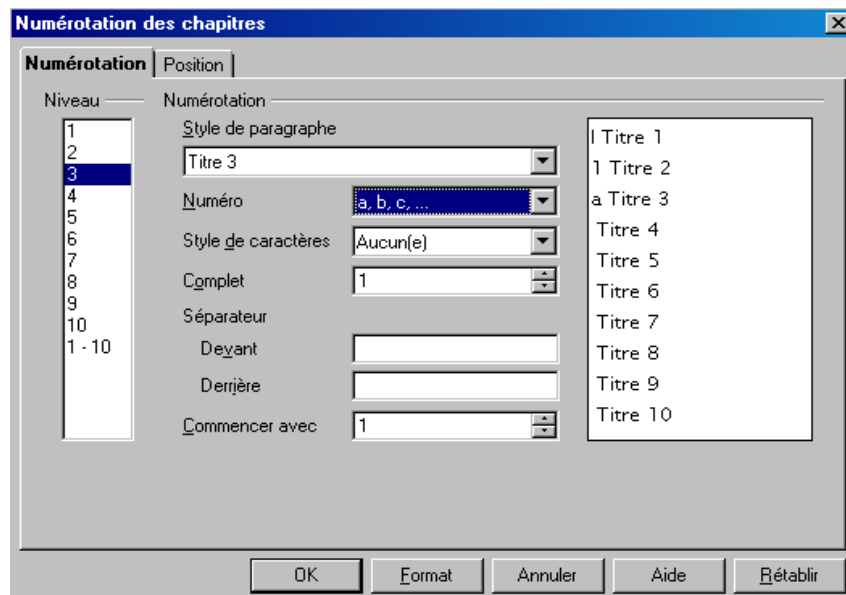 Numérotation des chapitres
Numérotation
Position
Niveau
1
2
3
4
5
6
7
8
9
10
1 - 10
Numérotation
Style de paragraphe
Titre 3
Numéro
a, b, c, ...
Style de caractères
Aucun(e)
Complet
1
Séparateur
Devant
Derrière
Commencer avec
1
I Titre 1
1 Titre 2
a Titre 3
Titre 4
Titre 5
Titre 6
Titre 7
Titre 8
Titre 9
Titre 10
OK
Format
Annuler
Aide
Rétablir